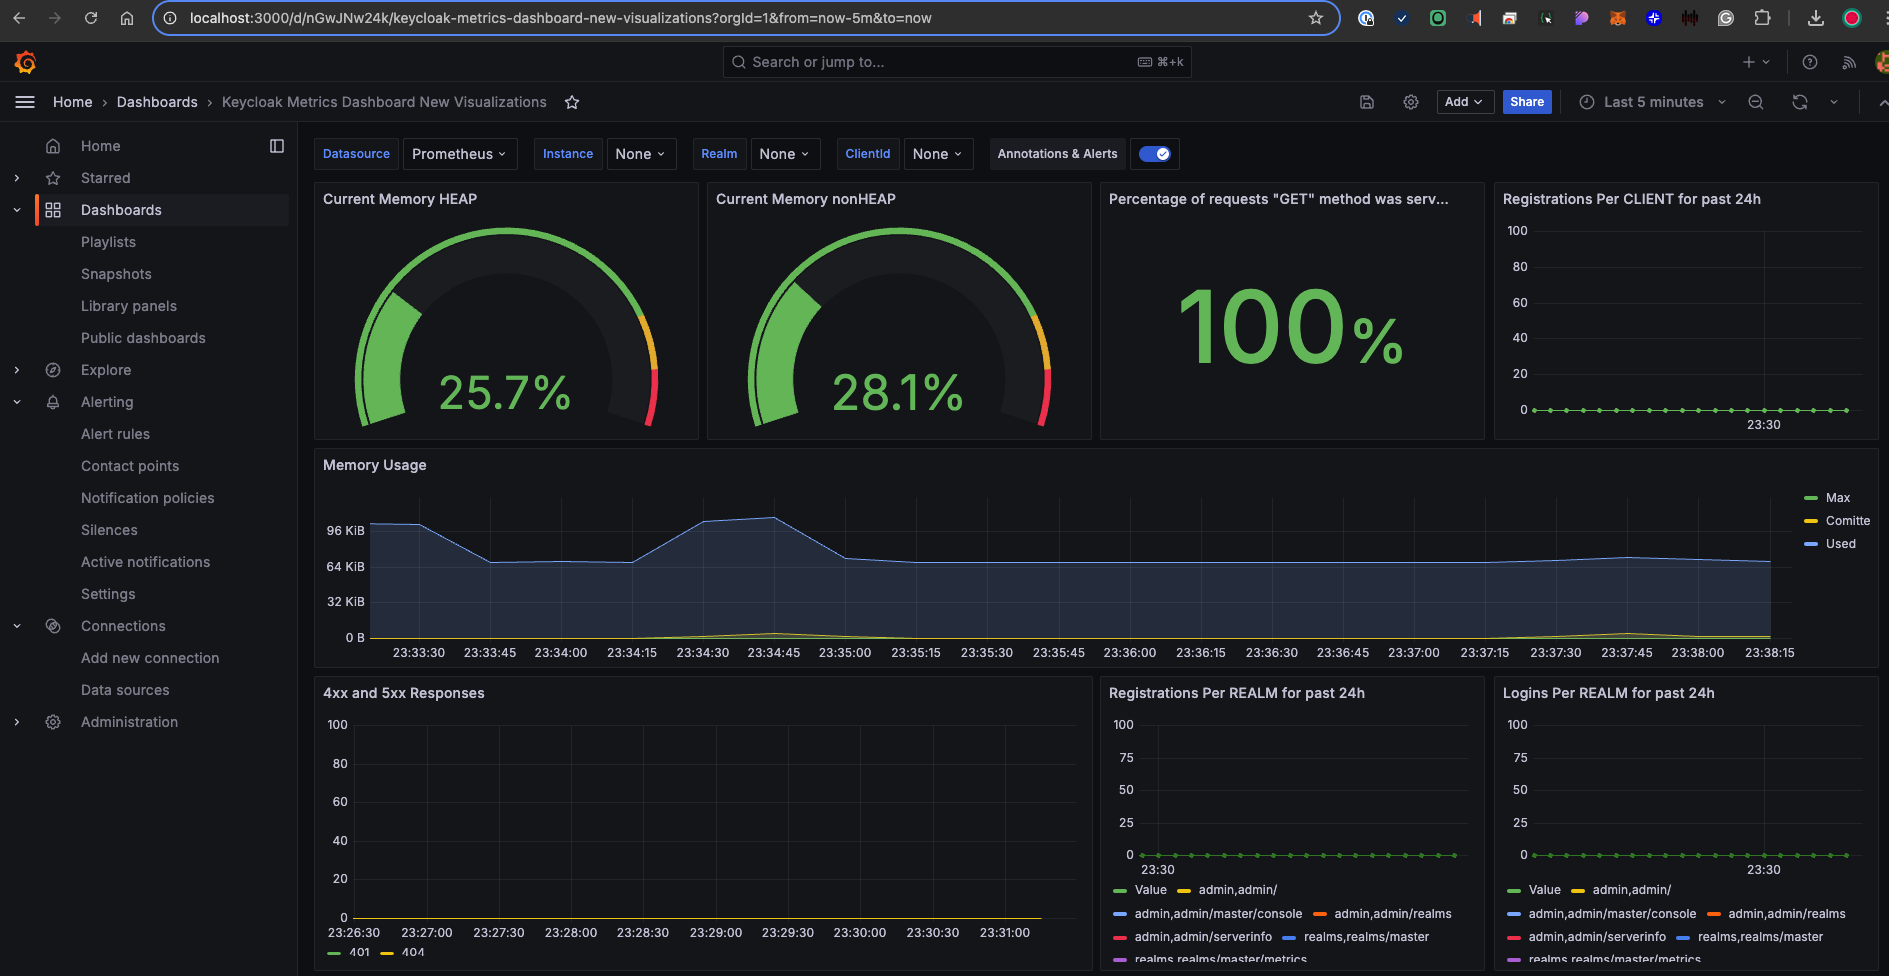 localhost:3000/d/nGwJNw24k/keycloak-metrics-dashboard-new-visualizations?orgId=1&from=now-5m&to=now
Search or jump to...
⌘+k
Home › Dashboards › Keycloak Metrics Dashboard New Visualizations
Add
Share
Last 5 minutes
Home
Starred
Dashboards
Playlists
Snapshots
Library panels
Public dashboards
Explore
Alerting
Alert rules
Contact points
Notification policies
Silences
Active notifications
Settings
Connections
Add new connection
Data sources
Administration
Datasource Prometheus Instance None Realm None ClientId None Annotations & Alerts
Current Memory HEAP
25.7%
Current Memory nonHEAP
28.1%
Percentage of requests "GET" method was serv...
100%
Registrations Per CLIENT for past 24h
100
80
60
40
20
0
23:30
Memory Usage
96 KiB
64 KiB
32 KiB
0 B
23:33:30 23:33:45 23:34:00 23:34:15 23:34:30 23:34:45 23:35:00 23:35:15 23:35:30 23:35:45 23:36:00 23:36:15 23:36:30 23:36:45 23:37:00 23:37:15 23:37:30 23:37:45 23:38:00 23:38:15
Max
Comitte
Used
4xx and 5xx Responses
100
80
60
40
20
0
23:26:30 23:27:00 23:27:30 23:28:00 23:28:30 23:29:00 23:29:30 23:30:00 23:30:30 23:31:00
401 404
Registrations Per REALM for past 24h
100
75
50
25
0
23:30
Value admin,admin/
admin,admin/master/console admin,admin/realms
admin,admin/serverinfo realms,realms/master
realms,realms/master/metrics
Logins Per REALM for past 24h
100
75
50
25
0
23:30
Value admin,admin/
admin,admin/master/console admin,admin/realms
admin,admin/serverinfo realms,realms/master
realms,realms/master/metrics